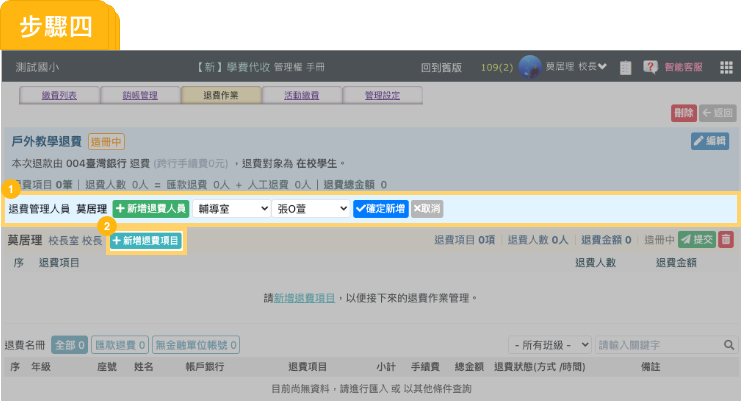 步驟四
測試國小 【新】學費代收 管理權 手冊 回到舊版 109(2) 莫居理 校長 智能客服
繳費列表 銷帳管理 退費作業 活動繳費 管理設定
刪除 返回
戶外教學退費 造冊中 編輯
本次退款由 004臺灣銀行 退費 (跨行手續費0元) ，退費對象為 在校學生。
退費項目 0筆 | 退費人數 0人 = 匯款退費 0人 + 人工退費 0人 | 退費總金額 0
1
退費管理人員 莫居理 +新增退費人員 輔導室 張O萱 確定新增 ×取消
2
莫居理 校長室 校長 +新增退費項目 退費項目 0項 | 退費人數 0人 | 退費金額 0 | 造冊中 提交
序 退費項目 退費人數 退費金額
請新增退費項目，以便接下來的退費作業管理。
退費名冊 全部 0 匯款退費 0 無金融單位帳號 0 - 所有班級 - 請輸入關鍵字
序 年級 座號 姓名 帳戶銀行 退費項目 小計 手續費 總金額 退費狀態(方式 /時間) 備註
目前尚無資料，請進行匯入 或 以其他條件查詢